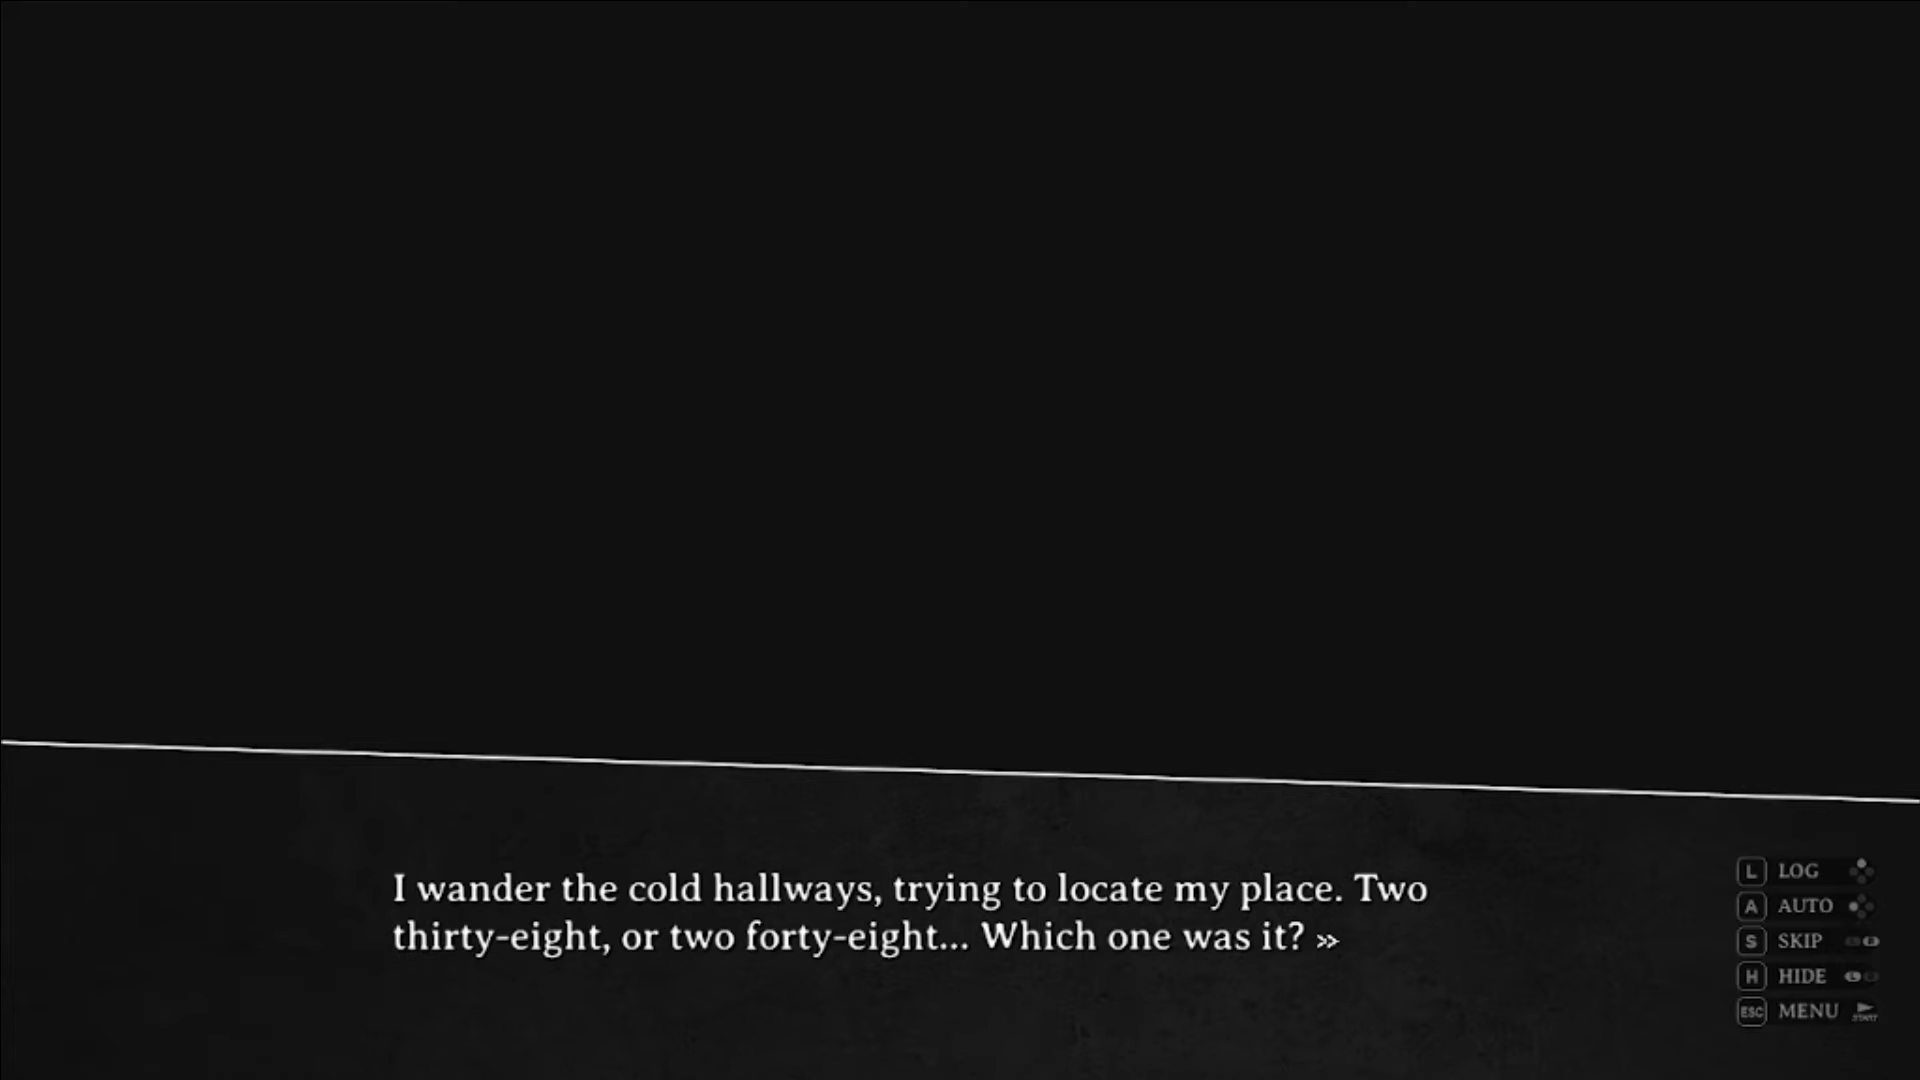 I wander the cold hallways, trying to locate my place. Two
thirty-eight, or two forty-eight... Which one was it? »
L LOG
A AUTO
S SKIP
H HIDE
ESC MENU START